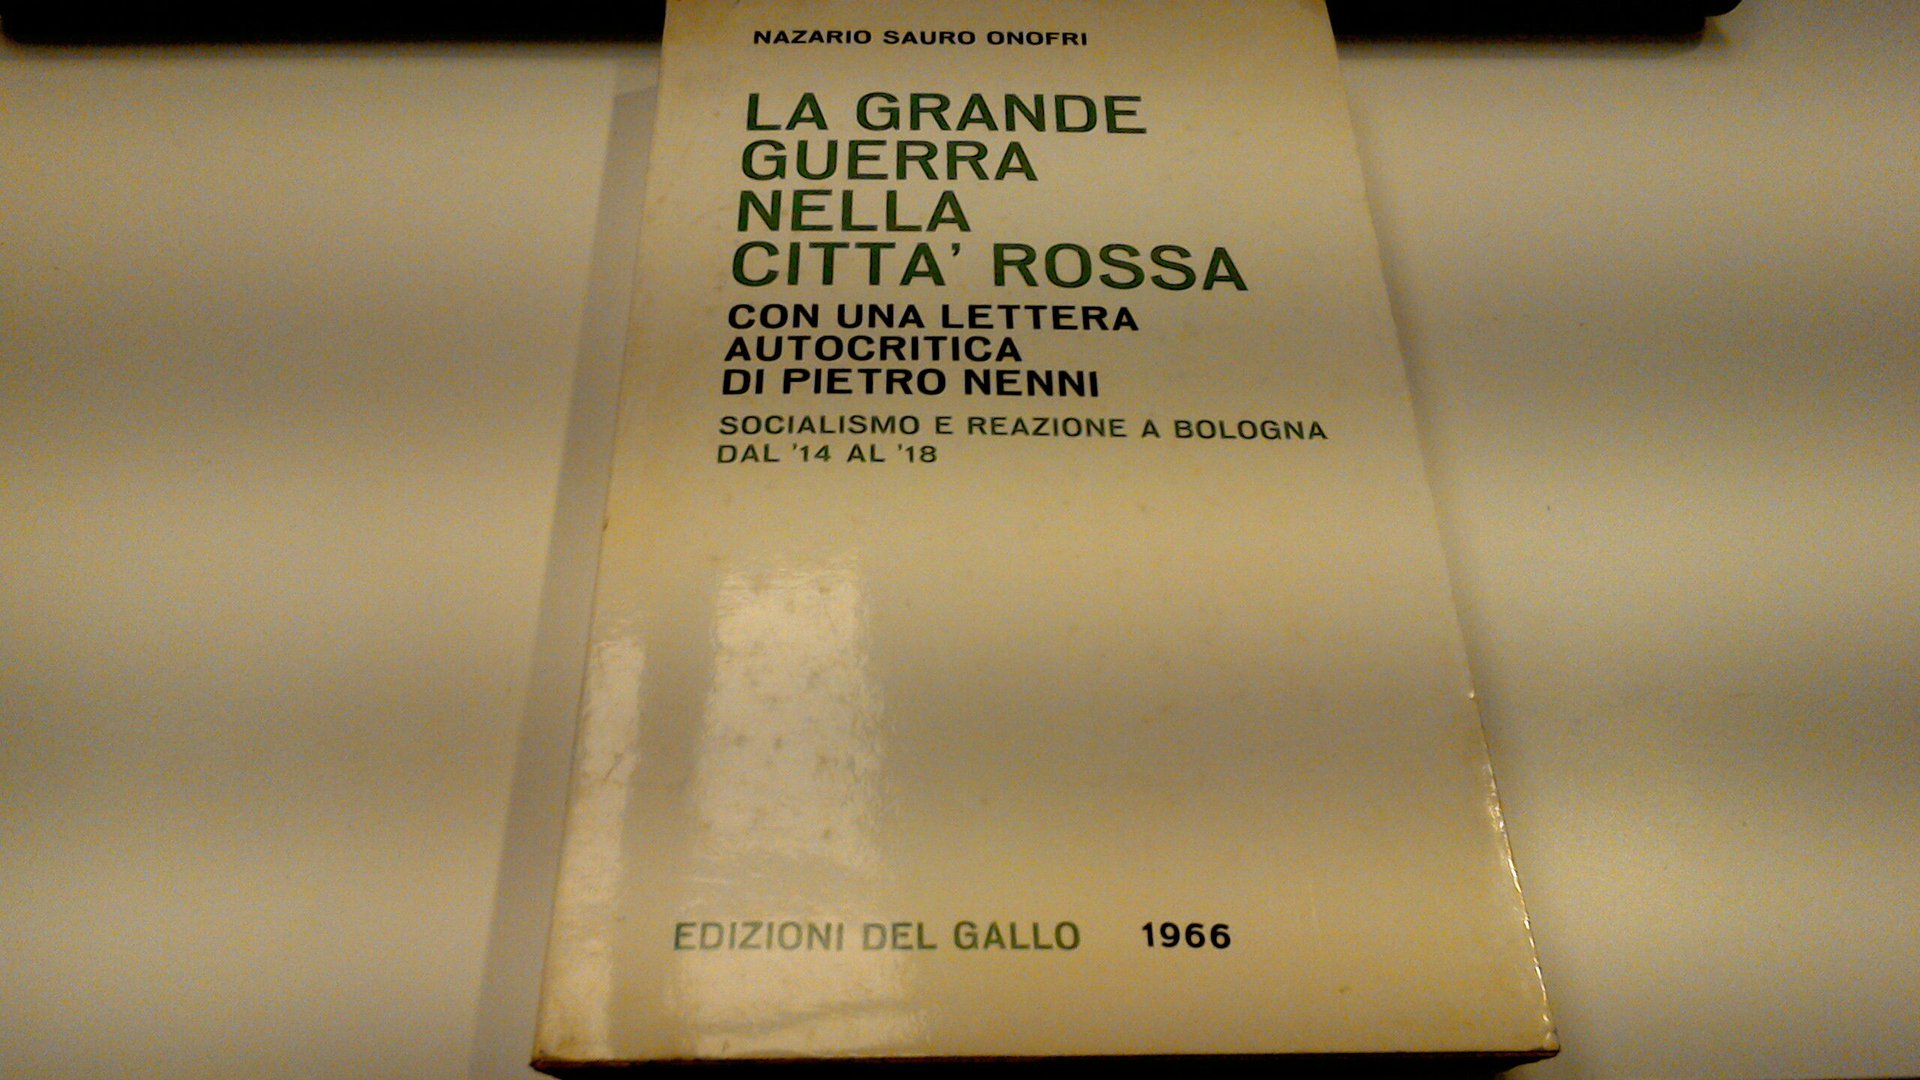 NAZARIO SAURO ONOFRI
LA GRANDE
GUERRA
NELLA
CITTA' ROSSA
CON UNA LETTERA
AUTOCRITICA
DI PIETRO NENNI
SOCIALISMO E REAZIONE A BOLOGNA
DAL '14 AL '18
EDIZIONI DEL GALLO 1966